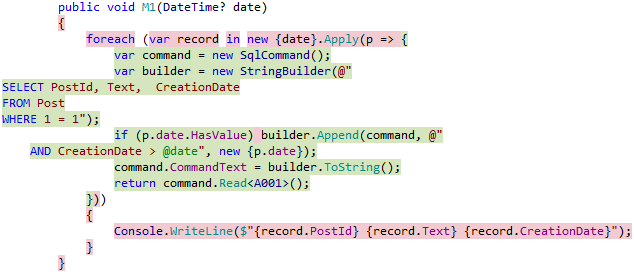 public void M1(DateTime? date)
{
foreach (var record in new {date}.Apply(p => {
var command = new SqlCommand();
var builder = new StringBuilder(@"
SELECT PostId, Text,  CreationDate
FROM Post
WHERE 1 = 1");
if (p.date.HasValue) builder.Append(command, @"
AND CreationDate > @date", new {p.date});
command.CommandText = builder.ToString();
return command.Read<A001>();
}))
{
Console.WriteLine($"{record.PostId} {record.Text} {record.CreationDate}");
}
}